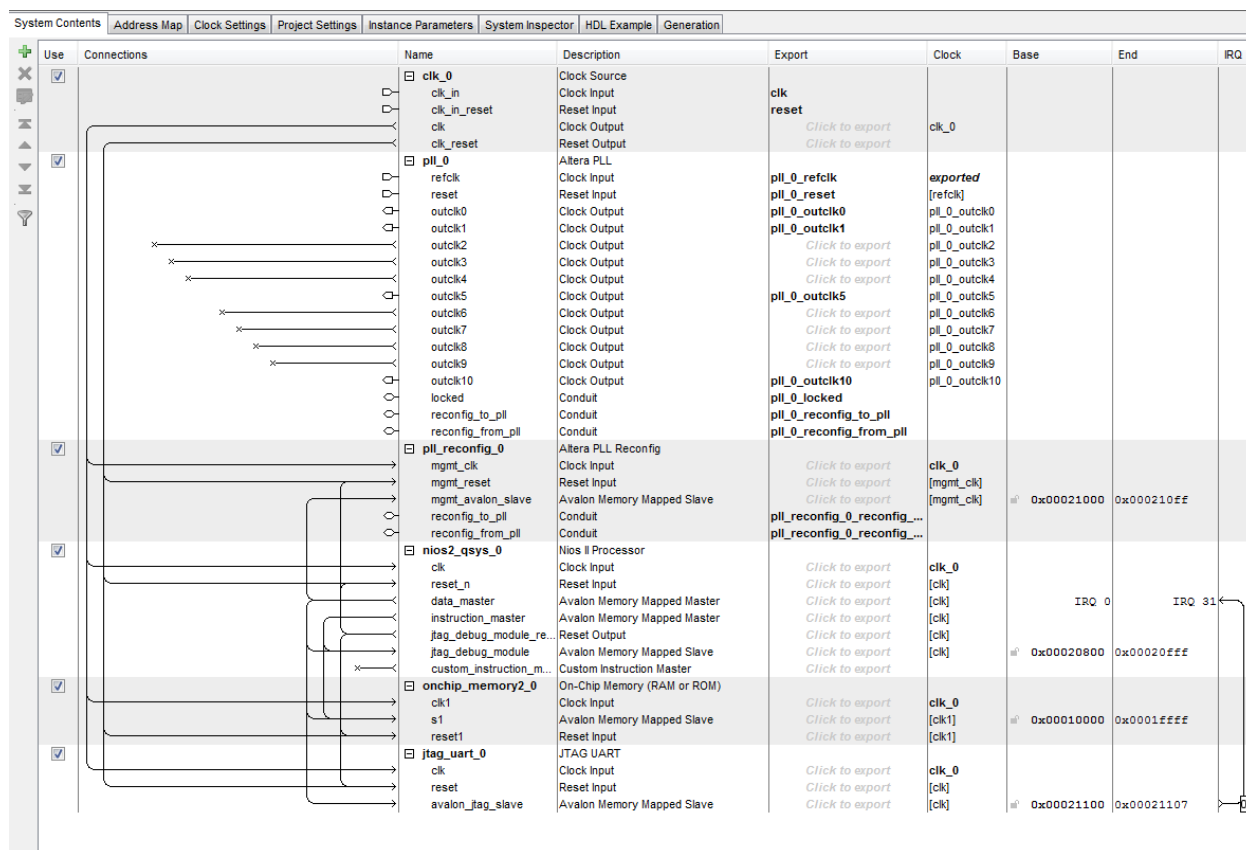 System Contents Address Map Clock Settings Project Settings Instance Parameters System Inspector HDL Example Generation
Use Connections Name Description Export Clock Base End IRQ
clk_0 Clock Source
clk_in Clock Input clk
clk_in_reset Reset Input reset
clk Clock Output Click to export clk_0
clk_reset Reset Output Click to export
pll_0 Altera PLL
refclk Clock Input pll_0_refclk exported
reset Reset Input pll_0_reset [refclk]
outclk0 Clock Output pll_0_outclk0 pll_0_outclk0
outclk1 Clock Output pll_0_outclk1 pll_0_outclk1
outclk2 Clock Output Click to export pll_0_outclk2
outclk3 Clock Output Click to export pll_0_outclk3
outclk4 Clock Output Click to export pll_0_outclk4
outclk5 Clock Output pll_0_outclk5 pll_0_outclk5
outclk6 Clock Output Click to export pll_0_outclk6
outclk7 Clock Output Click to export pll_0_outclk7
outclk8 Clock Output Click to export pll_0_outclk8
outclk9 Clock Output Click to export pll_0_outclk9
outclk10 Clock Output pll_0_outclk10 pll_0_outclk10
locked Conduit pll_0_locked
reconfig_to_pll Conduit pll_0_reconfig_to_pll
reconfig_from_pll Conduit pll_0_reconfig_from_pll
pll_reconfig_0 Altera PLL Reconfig
mgmt_clk Clock Input Click to export clk_0
mgmt_reset Reset Input Click to export [mgmt_clk]
mgmt_avalon_slave Avalon Memory Mapped Slave Click to export [mgmt_clk] 0x00021000 0x000210ff
reconfig_to_pll Conduit pll_reconfig_0_reconfig_...
reconfig_from_pll Conduit pll_reconfig_0_reconfig_...
nios2_qsys_0 Nios II Processor
clk Clock Input Click to export clk_0
reset_n Reset Input Click to export [clk]
data_master Avalon Memory Mapped Master Click to export [clk] IRQ 0 IRQ 31
instruction_master Avalon Memory Mapped Master Click to export [clk]
jtag_debug_module_re... Reset Output Click to export [clk]
jtag_debug_module Avalon Memory Mapped Slave Click to export [clk] 0x00020800 0x00020fff
custom_instruction_m... Custom Instruction Master Click to export
onchip_memory2_0 On-Chip Memory (RAM or ROM)
clk1 Clock Input Click to export clk_0
s1 Avalon Memory Mapped Slave Click to export [clk1] 0x00010000 0x0001ffff
reset1 Reset Input Click to export [clk1]
jtag_uart_0 JTAG UART
clk Clock Input Click to export clk_0
reset Reset Input Click to export [clk]
avalon_jtag_slave Avalon Memory Mapped Slave Click to export [clk] 0x00021100 0x00021107